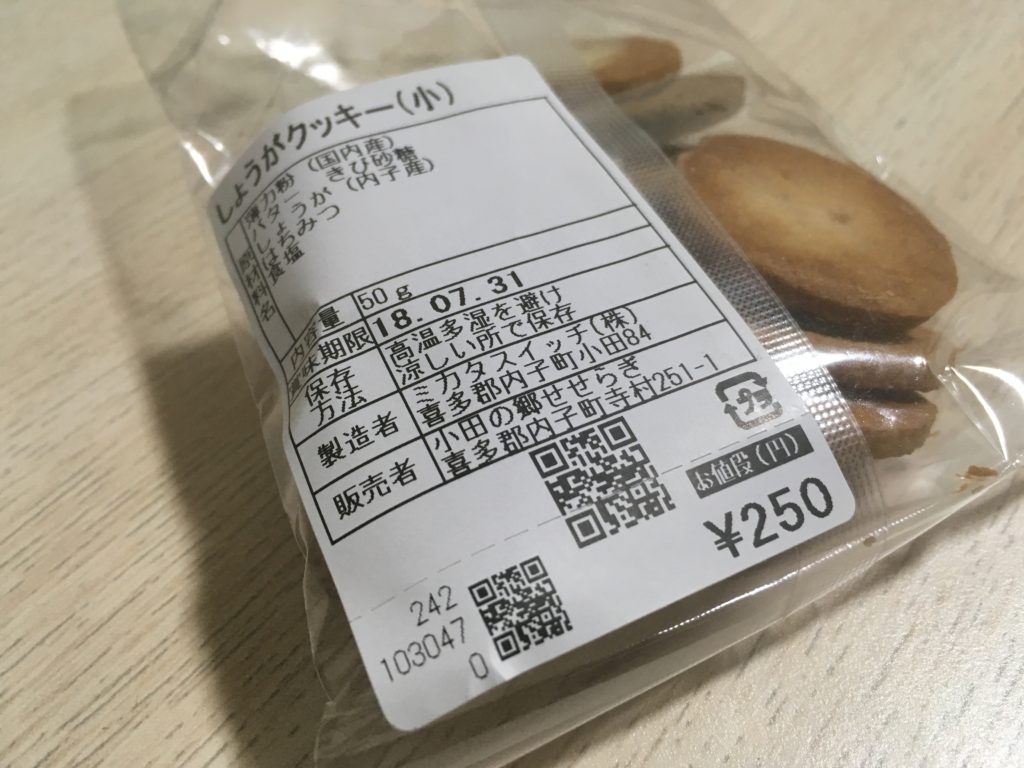 しょうがクッキー(小)
原材料名
薄力粉 (国内産)
バター きび砂糖
しょうが (内子産)
はちみつ
食塩
内容量 50g
賞味期限 18.07.31
保存方法 高温多湿を避け
涼しい所で保存
製造者 ミカタスイッチ(株)
喜多郡内子町小田84
販売者 小田の郷せせらぎ
喜多郡内子町寺村251-1
プラ
お値段(円)
¥250
242
103047
0